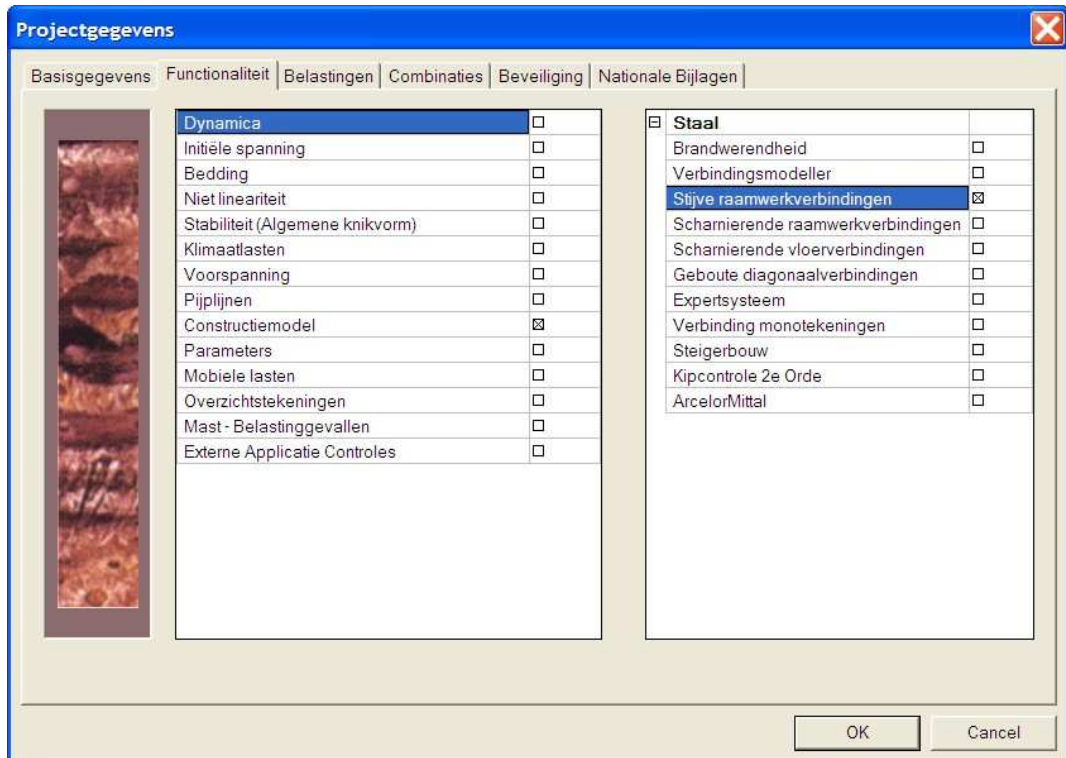 Projectgegevens
Basisgegevens Functionaliteit Belastingen Combinaties Beveiliging Nationale Bijlagen
Dynamica
Initiële spanning
Bedding
Niet lineariteit
Stabiliteit (Algemene knikvorm)
Klimaatlasten
Voorspanning
Pijplijnen
Constructiemodel
Parameters
Mobiele lasten
Overzichtstekeningen
Mast - Belastinggevallen
Externe Applicatie Controles
Staal
Brandwerendheid
Verbindingsmodeller
Stijve raamwerkverbindingen
Scharnierende raamwerkverbindingen
Scharnierende vloerverbindingen
Geboute diagonaalverbindingen
Expertsysteem
Verbinding monotekeningen
Steigerbouw
Kipcontrole 2e Orde
ArcelorMittal
OK Cancel